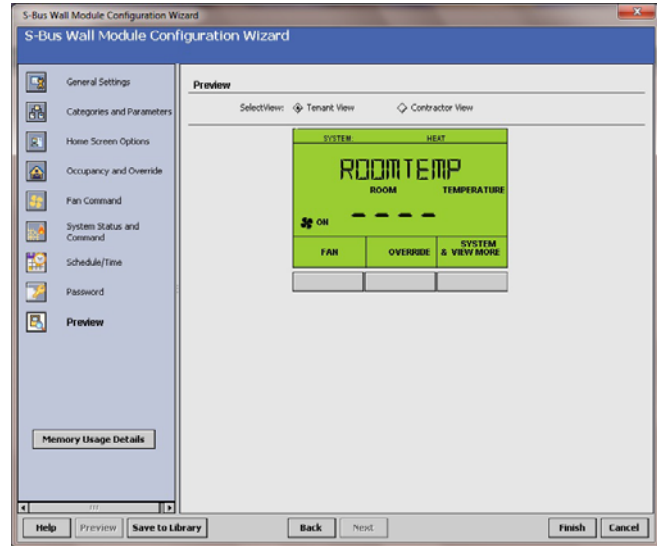 S-Bus Wall Module Configuration Wizard
S-Bus Wall Module Configuration Wizard
General Settings
Categories and Parameters
Home Screen Options
Occupancy and Override
Fan Command
System Status and
Command
Schedule/Time
Password
Preview
Memory Usage Details
Preview
SelectView: Tenant View Contractor View
SYSTEM: HEAT
ROOMTEMP
ROOM TEMPERATURE
ON - - - -
FAN OVERRIDE SYSTEM
& VIEW MORE
Help Preview Save to Library Back Next Finish Cancel